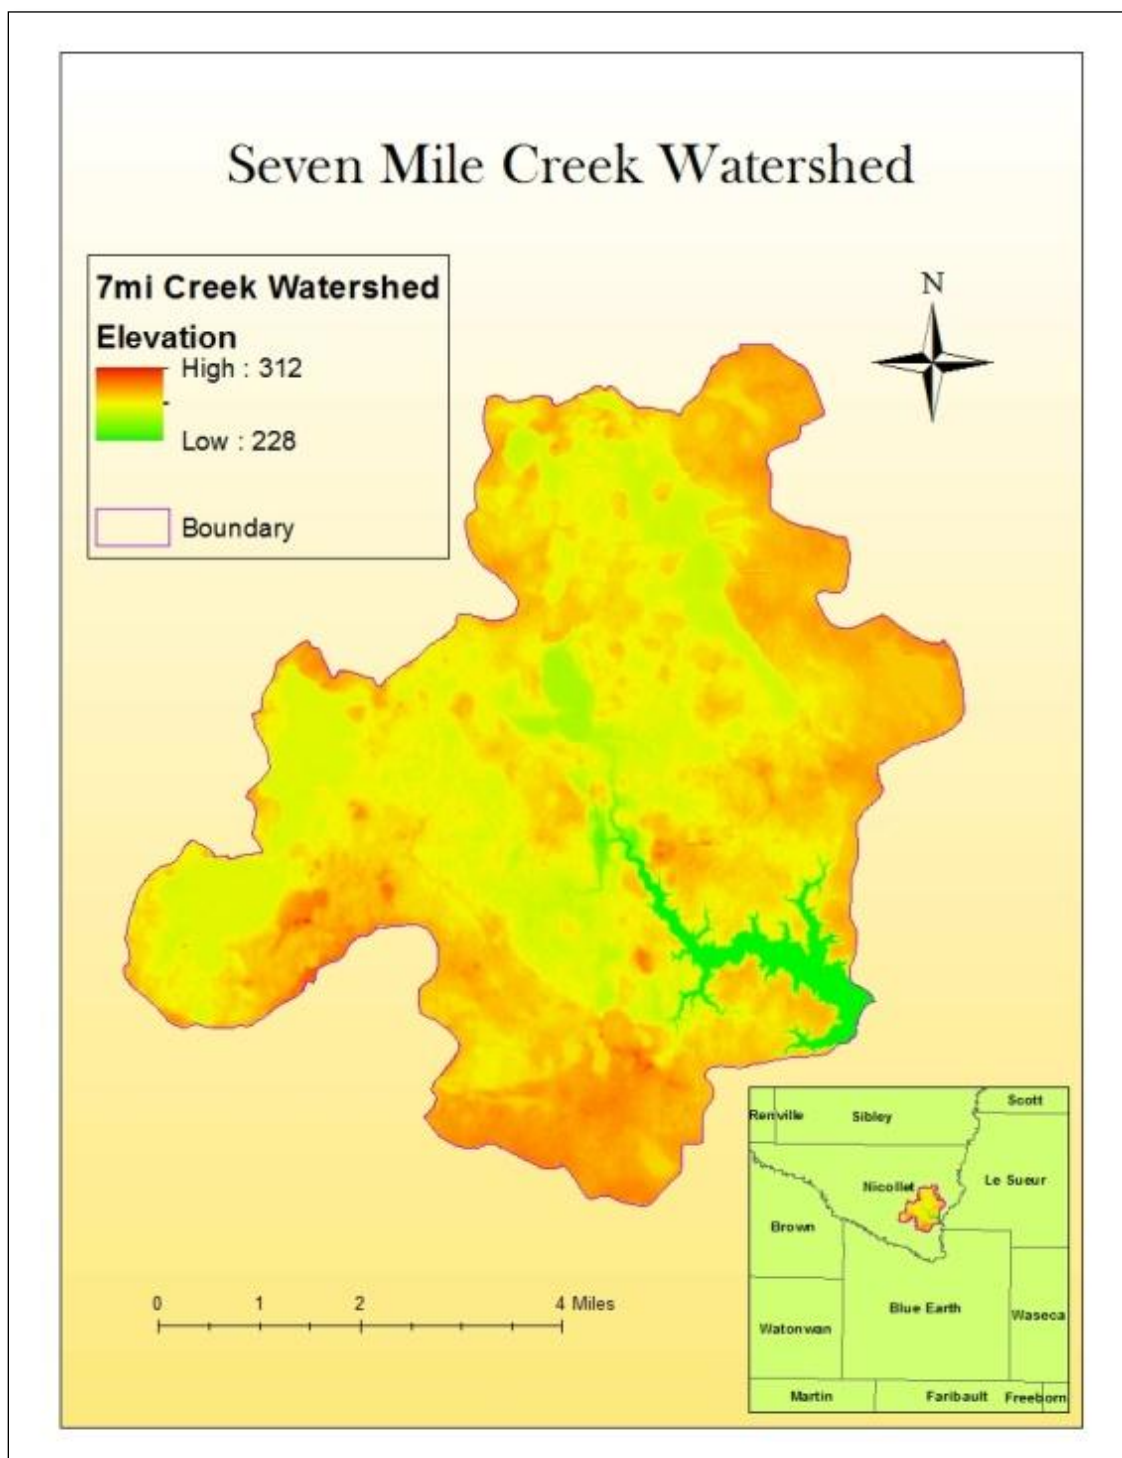 Seven Mile Creek Watershed
7mi Creek Watershed
Elevation
High : 312
Low : 228
Boundary
N
0 1 2 4 Miles
Scott
Renville Sibley
Nicollet Le Sueur
Brown
Blue Earth Waseca
Watonwan
Martin Faribault Freeborn